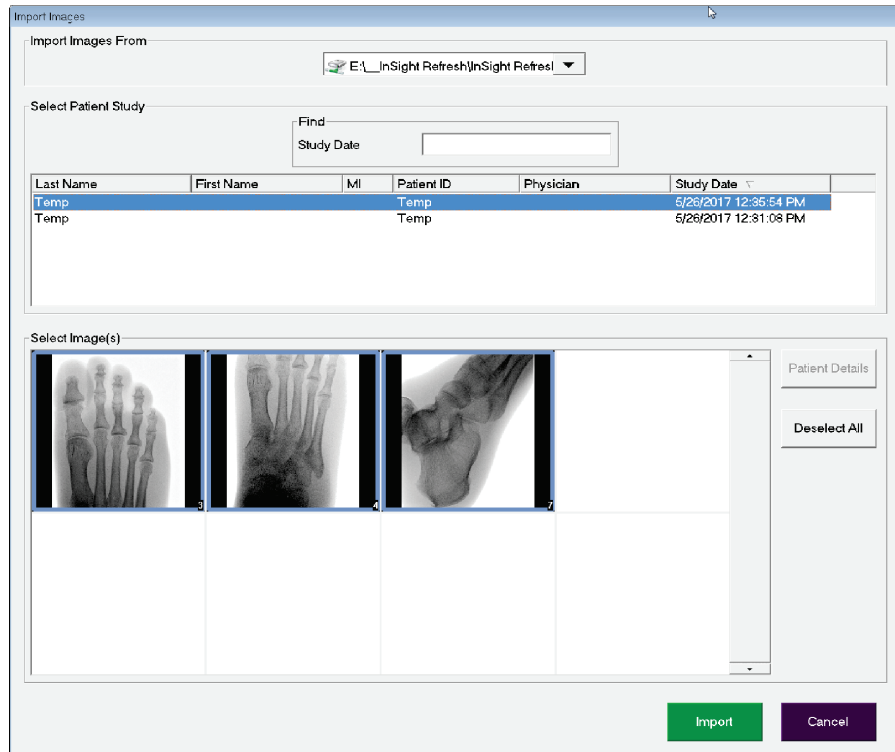 Import Images
Import Images From
E:\__InSight Refresh\InSight Refresl
Select Patient Study
Find
Study Date
Last Name First Name MI Patient ID Physician Study Date
Temp Temp 5/26/2017 12:35:54 PM
Temp Temp 5/26/2017 12:31:08 PM
Select Image(s)
3 4 7
Patient Details
Deselect All
Import Cancel